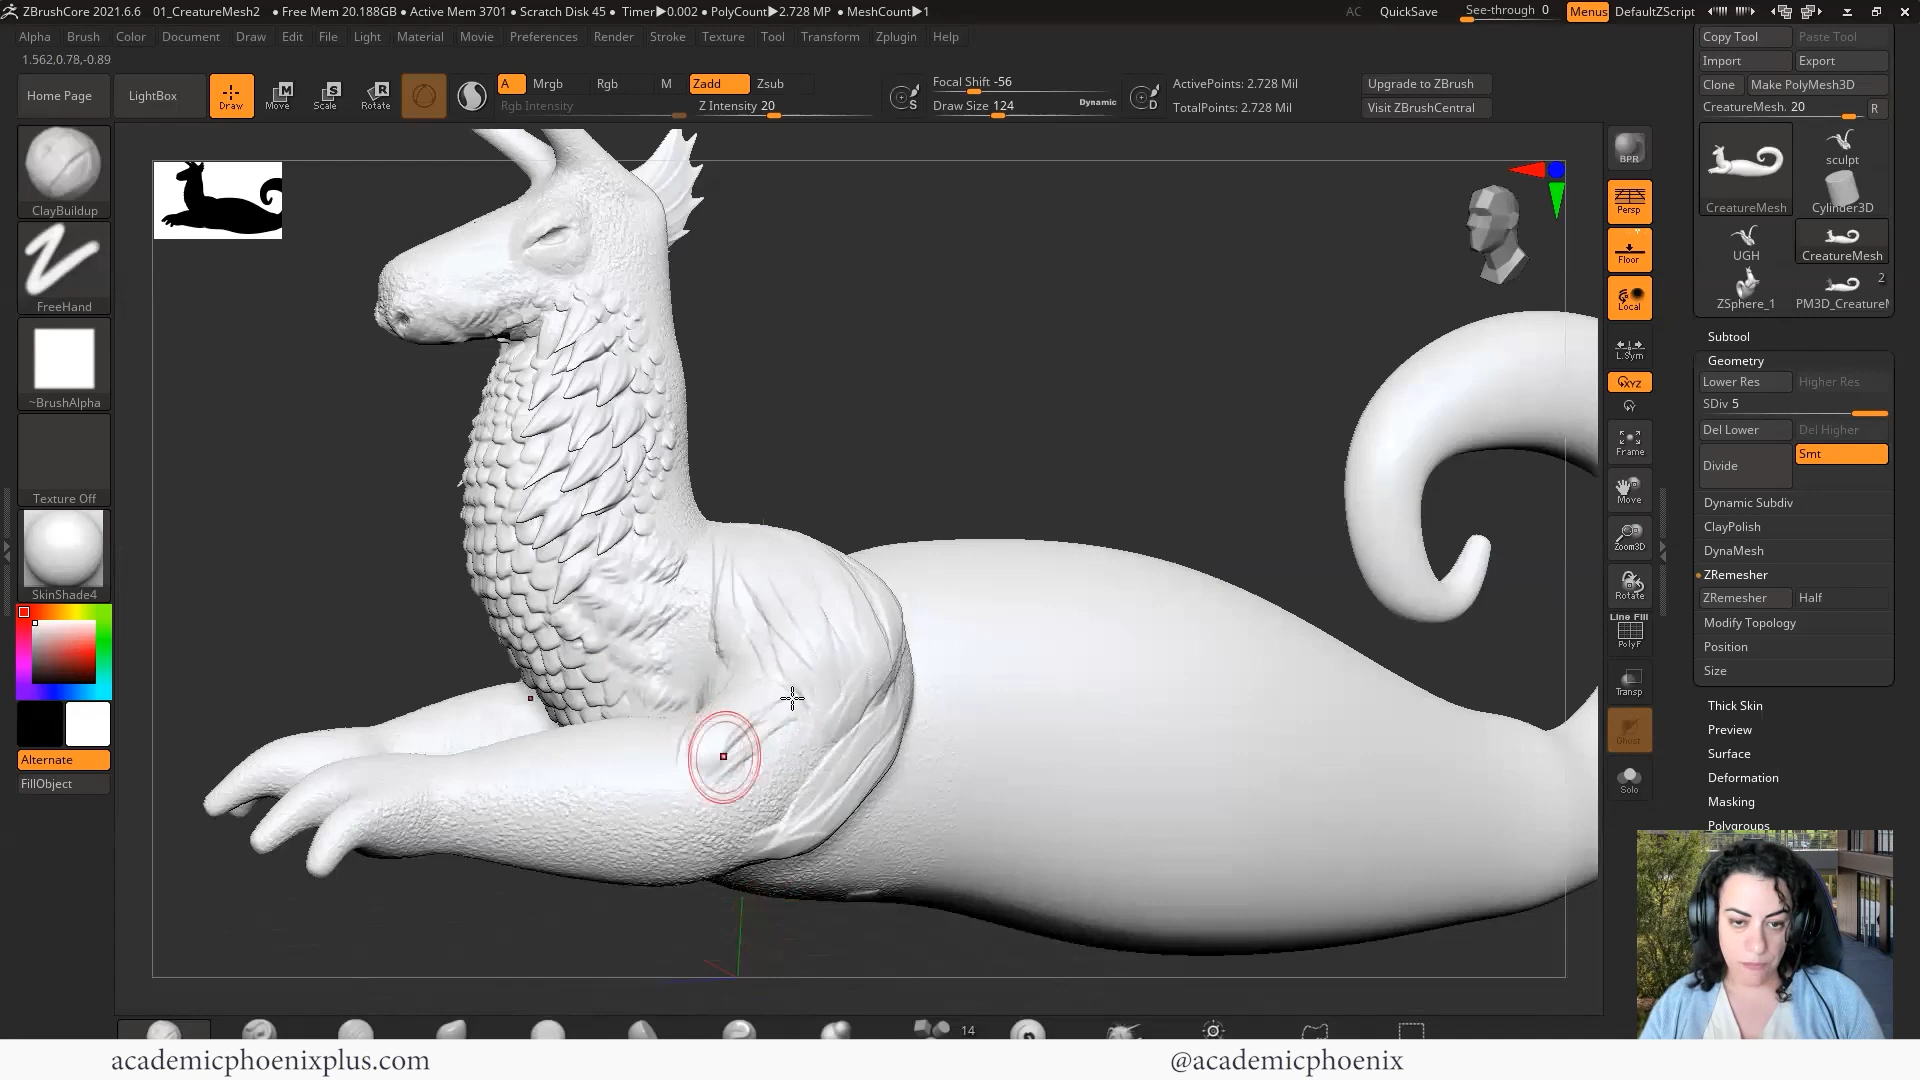 ZBrushCore 2021.6.6 01_CreatureMesh2 • Free Mem 20.188GB • Active Mem 3701 • Scratch Disk 45 • Timer▶0.002 • PolyCount▶2.728 MP • MeshCount▶1 AC QuickSave See-through 0 Menus DefaultZScript
Alpha Brush Color Document Draw Edit File Light Material Movie Preferences Render Stroke Texture Tool Transform Zplugin Help
1.562,0.78,-0.89
Home Page LightBox Draw Move Scale Rotate
M S R
A Mrgb Rgb M Zadd Zsub
Rgb Intensity Z Intensity 20
S Focal Shift -56
Draw Size 124 Dynamic
D ActivePoints: 2.728 Mil
TotalPoints: 2.728 Mil
Upgrade to ZBrush
Visit ZBrushCentral
ClayBuildup
FreeHand
~BrushAlpha
Texture Off
SkinShade4
Alternate
FillObject
BPR
Persp
Floor
Local
L.Sym
XYZ
Frame
Move
Zoom3D
Rotate
Line Fill
PolyF
Transp
Ghost
Solo
Copy Tool Paste Tool
Import Export
Clone Make PolyMesh3D
CreatureMesh. 20 R
CreatureMesh
sculpt
Cylinder3D
UGH CreatureMesh
2
ZSphere_1 PM3D_Creature
Subtool
Geometry
Lower Res Higher Res
SDiv 5
Del Lower Del Higher
Divide Smt
Dynamic Subdiv
ClayPolish
DynaMesh
ZRemesher
ZRemesher Half
Modify Topology
Position
Size
Thick Skin
Preview
Surface
Deformation
Masking
Polygroups
14
academicphoenixplus.com @academicphoenix